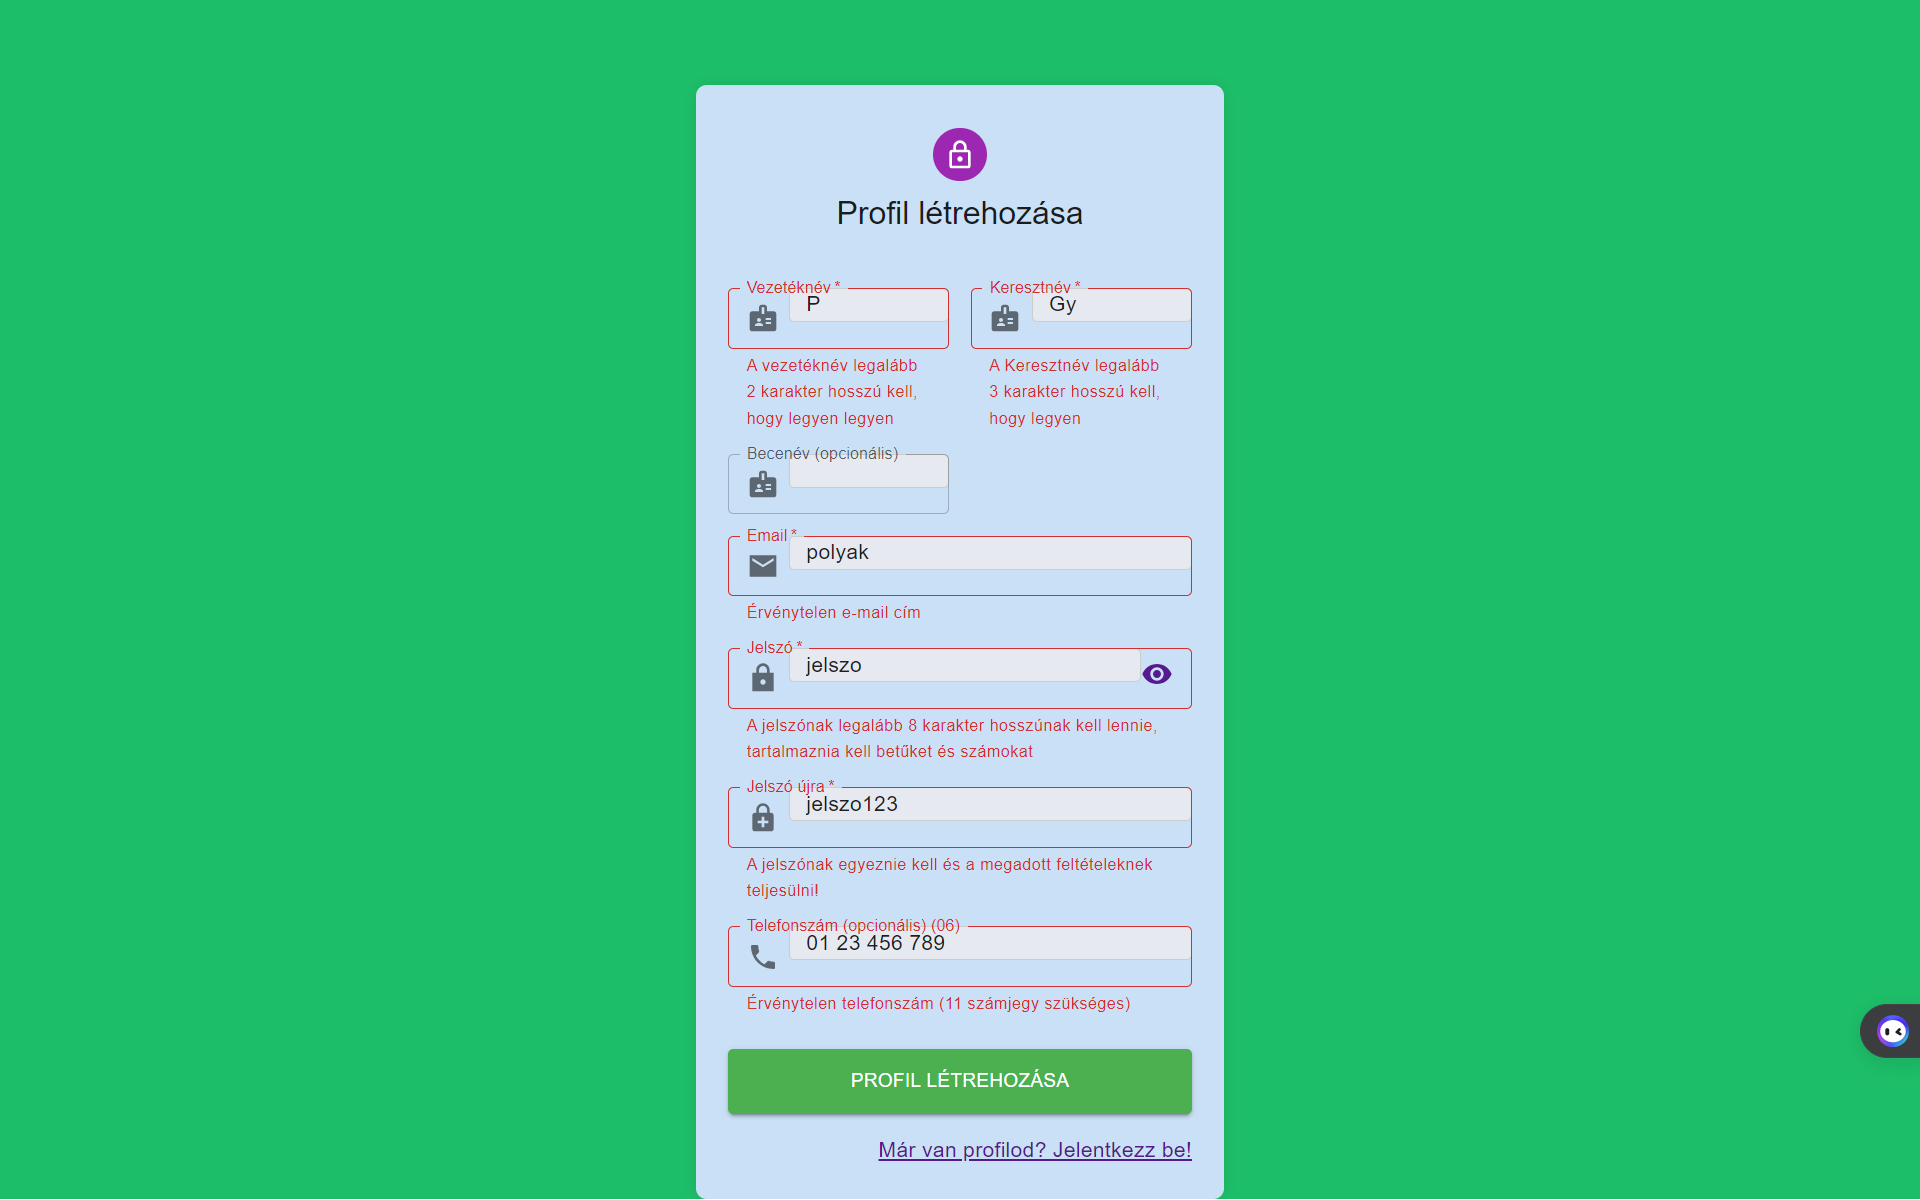 Profil létrehozása
Vezetéknév *
P
A vezetéknév legalább
2 karakter hosszú kell,
hogy legyen legyen
Keresztnév *
Gy
A Keresztnév legalább
3 karakter hosszú kell,
hogy legyen
Becenév (opcionális)
Email *
polyak
Érvénytelen e-mail cím
Jelszó *
jelszo
A jelszónak legalább 8 karakter hosszúnak kell lennie,
tartalmaznia kell betűket és számokat
Jelszó újra *
jelszo123
A jelszónak egyeznie kell és a megadott feltételeknek
teljesülni!
Telefonszám (opcionális) (06)
01 23 456 789
Érvénytelen telefonszám (11 számjegy szükséges)
PROFIL LÉTREHOZÁSA
Már van profilod? Jelentkezz be!